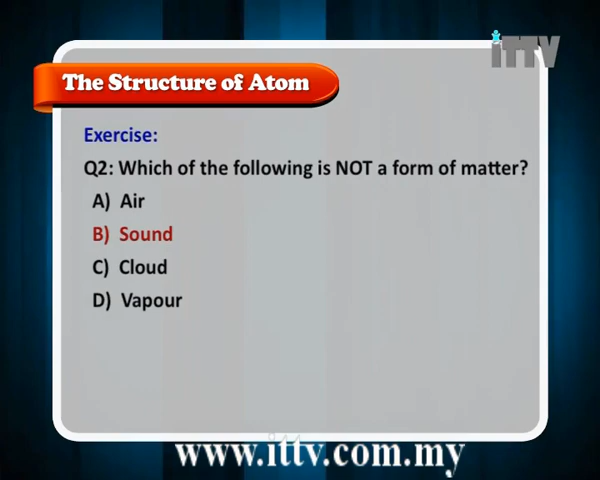 iTTV
The Structure of Atom
Exercise:
Q2: Which of the following is NOT a form of matter?
A) Air
B) Sound
C) Cloud
D) Vapour
www.ittv.com.my